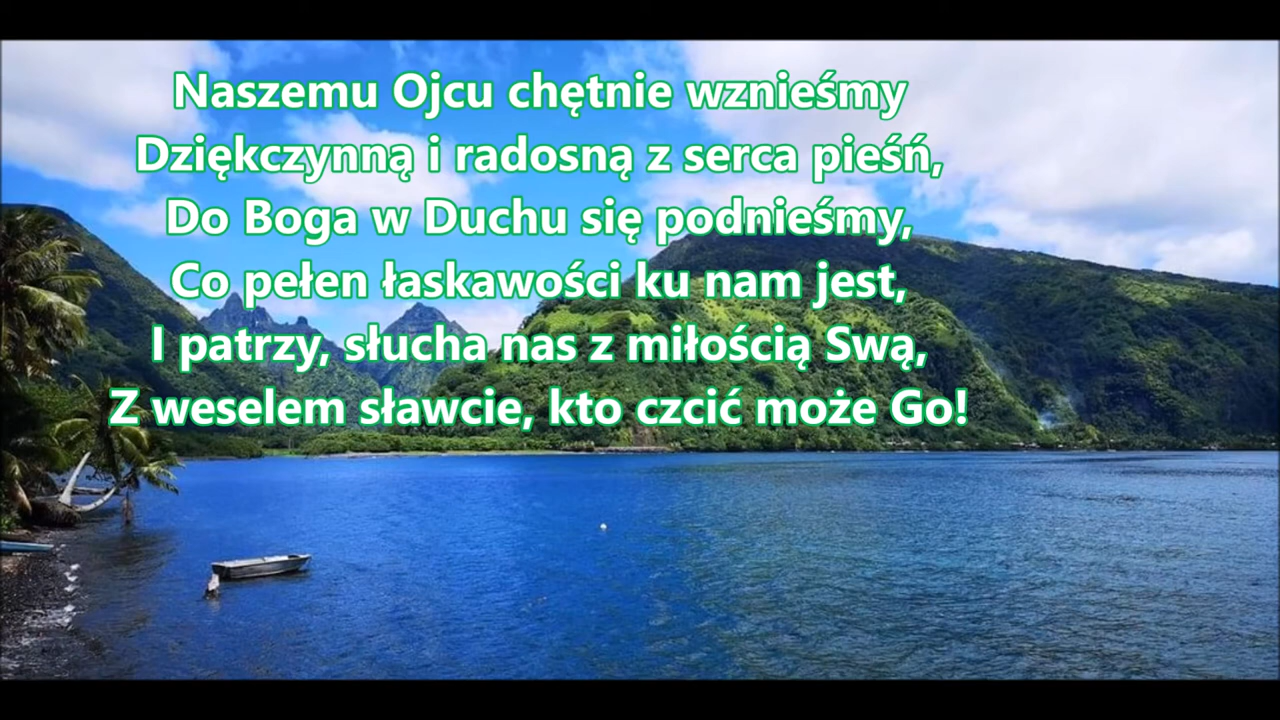 Naszemu Ojcu chętnie wznieśmy
Dziękczynną i radosną z serca pieśń,
Do Boga w Duchu się podnieśmy,
Co pełen łaskawości ku nam jest,
I patrzy, słucha nas z miłością Swą,
Z weselem sławcie, kto czcić może Go!